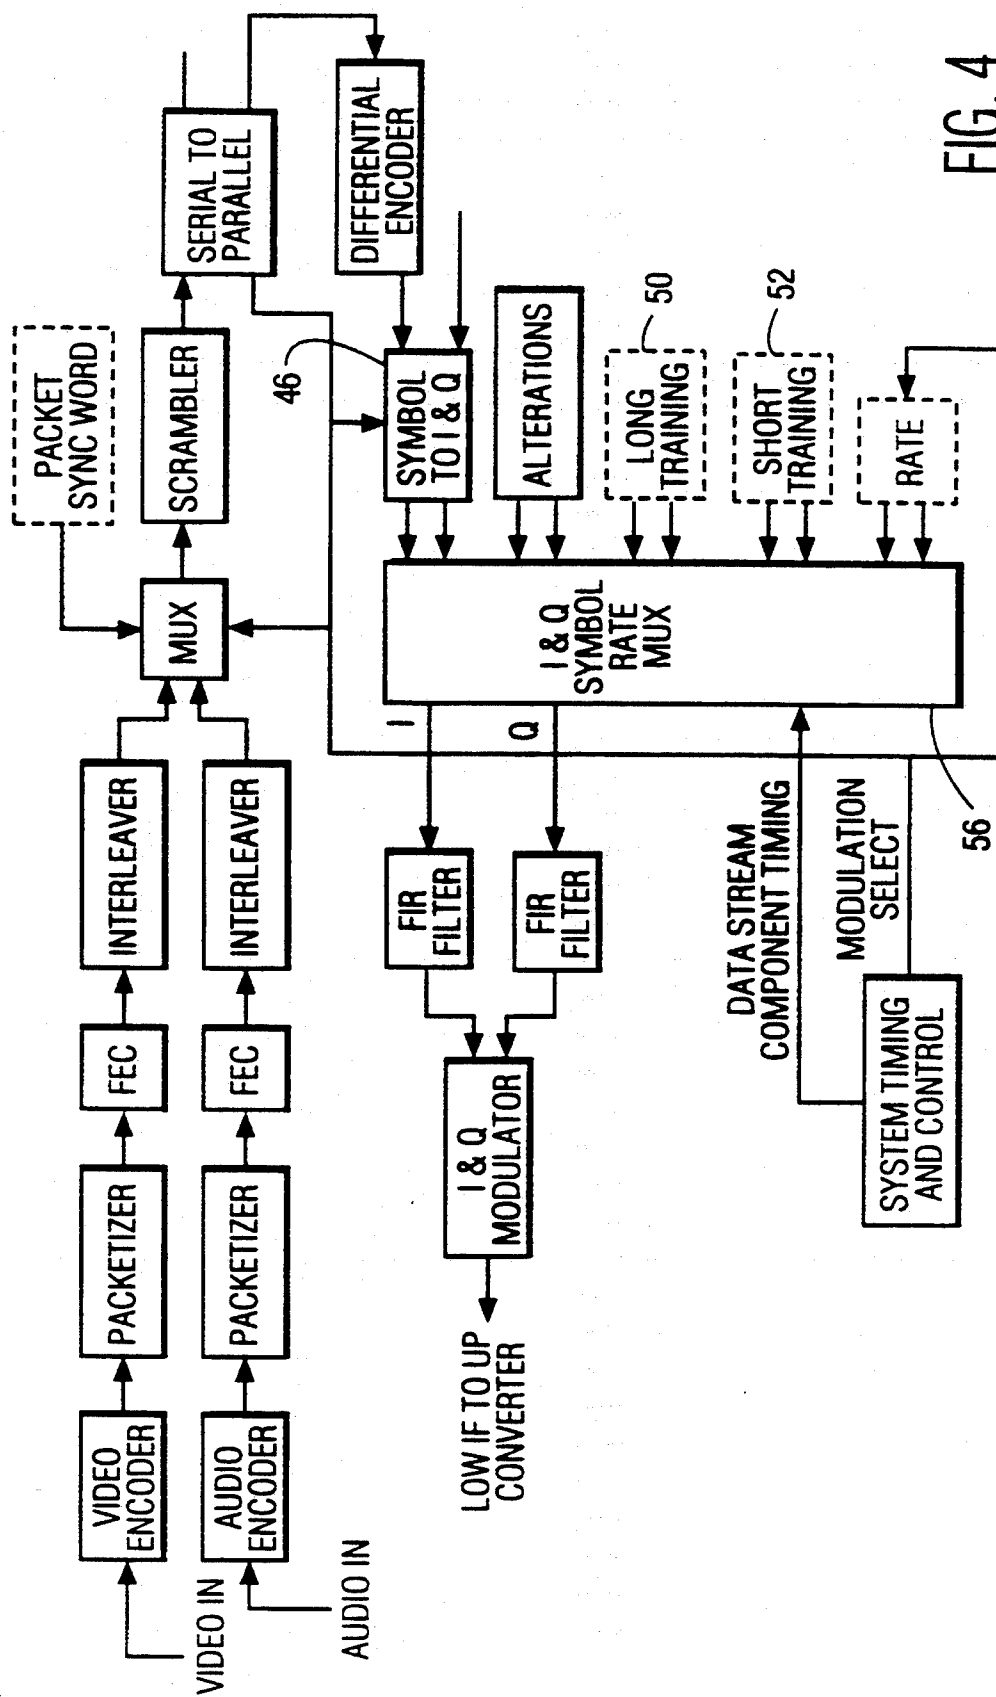 VIDEO IN
AUDIO IN
VIDEO
ENCODER
AUDIO
ENCODER
PACKETIZER
PACKETIZER
FEC
FEC
INTERLEAVER
INTERLEAVER
MUX
PACKET
SYNC WORD
SCRAMBLER
SERIAL TO
PARALLEL
DIFFERENTIAL
ENCODER
46
SYMBOL
TO I & Q
ALTERATIONS
LONG
TRAINING
50
SHORT
TRAINING
52
RATE
I & Q
SYMBOL
RATE
MUX
56
I
Q
FIR
FILTER
FIR
FILTER
I & Q
MODULATOR
LOW IF TO UP
CONVERTER
DATA STREAM
COMPONENT TIMING
MODULATION
SELECT
SYSTEM TIMING
AND CONTROL
FIG. 4